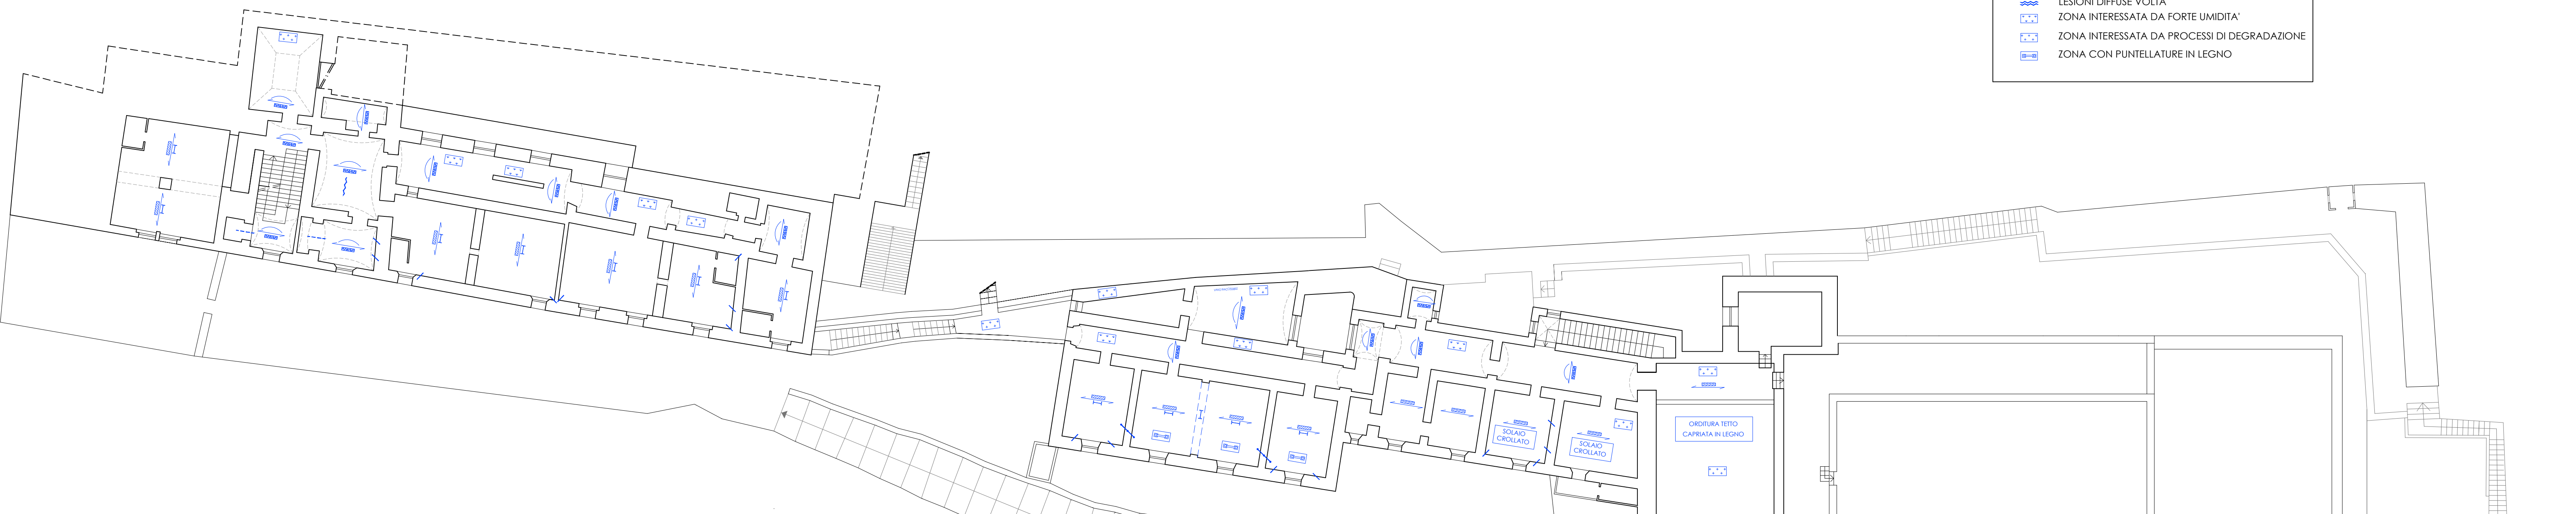 LESIONI DIFFUSE VOLTA
ZONA INTERESSATA DA FORTE UMIDITA'
ZONA INTERESSATA DA PROCESSI DI DEGRADAZIONE
ZONA CON PUNTELLATURE IN LEGNO
SOLAIO
CROLLATO
SOLAIO
CROLLATO
ORDITURA TETTO
CAPRIATA IN LEGNO